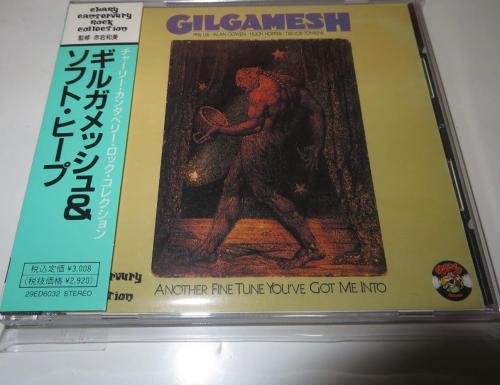 charly
canterbury
rock
collection
監修 赤岩和美
チャーリー・カンタベリー・ロック・コレクション
ギルガメッシュ&
ソフト・ヒープ
税込定価 ¥3,008
(税抜価格 ¥2,920)
29ED6032 STEREO
GILGAMESH
PHIL LEE · ALAN GOWEN · HUGH HOPPER · TREVOR TOMKINS
ANOTHER FINE TUNE YOU'VE GOT ME INTO